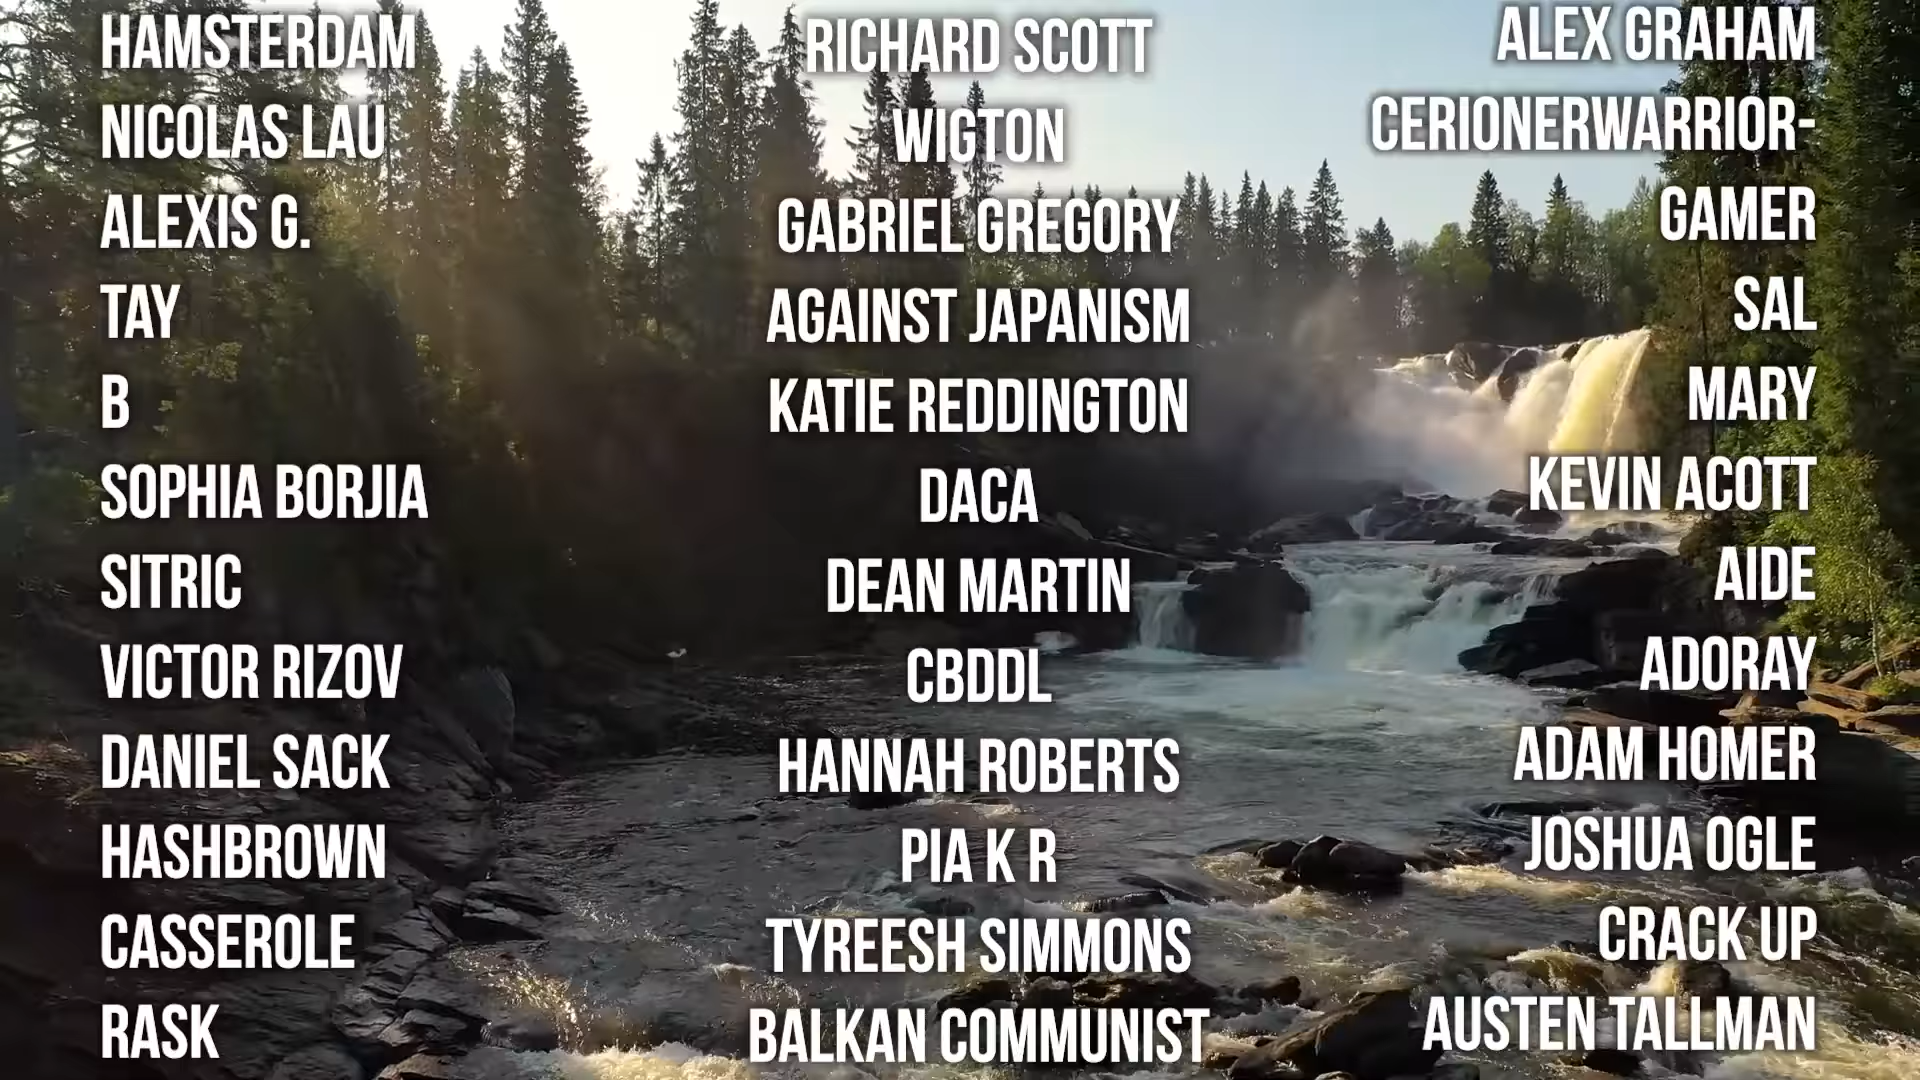 HAMSTERDAM
NICOLAS LAU
ALEXIS G.
TAY
B
SOPHIA BORJIA
SITRIC
VICTOR RIZOV
DANIEL SACK
HASHBROWN
CASSEROLE
RASK
RICHARD SCOTT
WIGTON
GABRIEL GREGORY
AGAINST JAPANISM
KATIE REDDINGTON
DACA
DEAN MARTIN
CBDDL
HANNAH ROBERTS
PIA K R
TYREESH SIMMONS
BALKAN COMMUNIST
ALEX GRAHAM
CERIONERWARRIOR-
GAMER
SAL
MARY
KEVIN ACOTT
AIDE
ADORAY
ADAM HOMER
JOSHUA OGLE
CRACK UP
AUSTEN TALLMAN